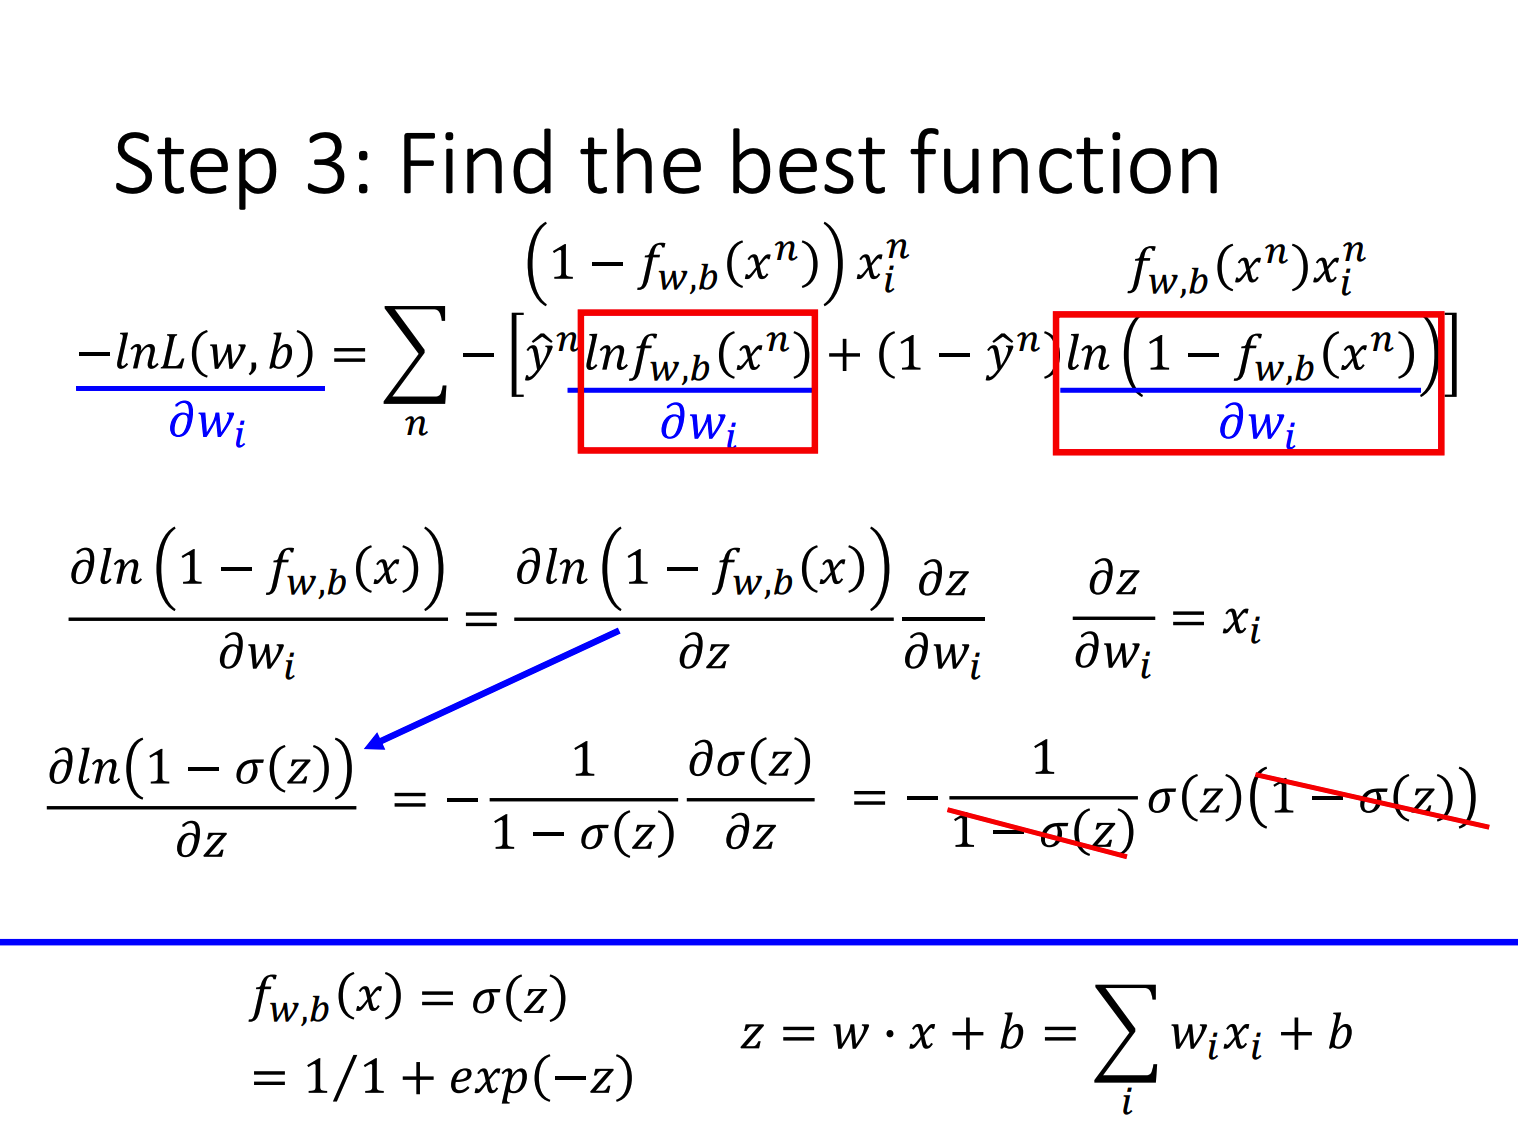 Step 3: Find the best function
(1 − f_{w,b}(x^n)) x_i^n    f_{w,b}(x^n)x_i^n
−lnL(w, b) = ∑ − [ŷ^n lnf_{w,b}(x^n) + (1 − ŷ^n) ln(1 − f_{w,b}(x^n))]
∂w_i    n    ∂w_i    ∂w_i
∂ln(1 − f_{w,b}(x)) / ∂w_i = ∂ln(1 − f_{w,b}(x)) / ∂z ∂z / ∂w_i    ∂z / ∂w_i = x_i
∂ln(1 − σ(z)) / ∂z = − 1 / (1 − σ(z)) ∂σ(z) / ∂z = − 1 / (1 − σ(z)) σ(z)(1 − σ(z))
f_{w,b}(x) = σ(z)
= 1/1 + exp(−z)
z = w · x + b = ∑_i w_i x_i + b